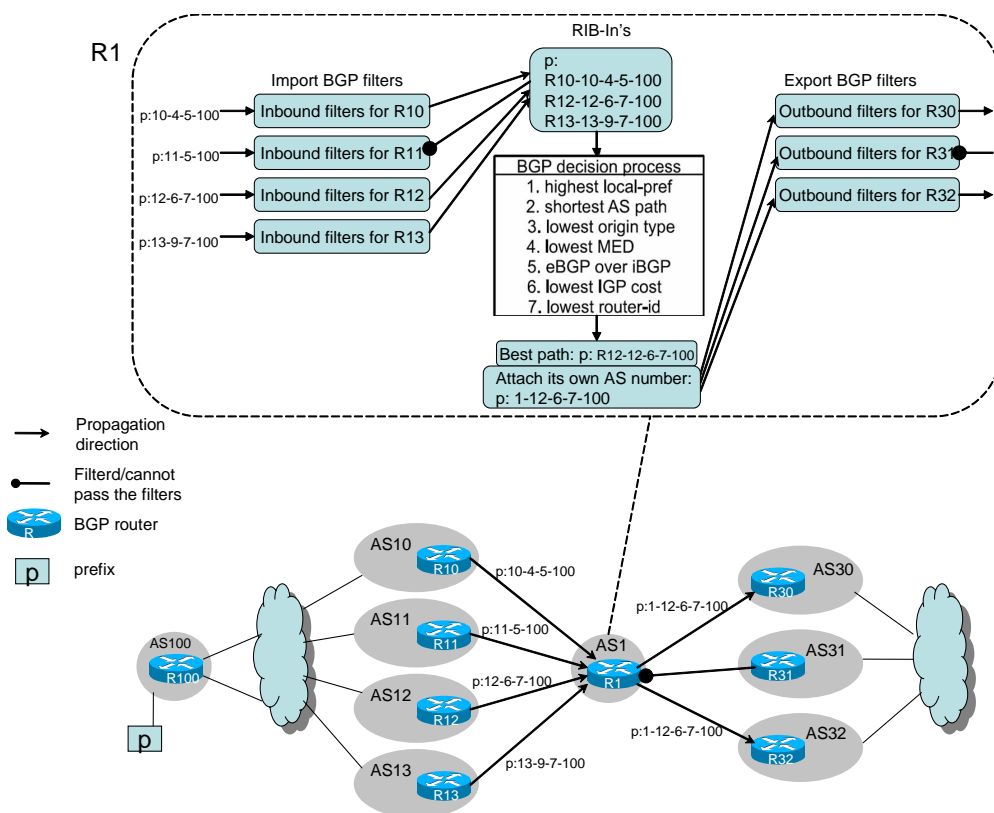 R1
RIB-In's
Import BGP filters
Export BGP filters
p:10-4-5-100
Inbound filters for R10
p:11-5-100
Inbound filters for R11
p:12-6-7-100
Inbound filters for R12
p:13-9-7-100
Inbound filters for R13
p:
R10-10-4-5-100
R12-12-6-7-100
R13-13-9-7-100
BGP decision process
1. highest local-pref
2. shortest AS path
3. lowest origin type
4. lowest MED
5. eBGP over iBGP
6. lowest IGP cost
7. lowest router-id
Best path: p: R12-12-6-7-100
Attach its own AS number:
p: 1-12-6-7-100
Outbound filters for R30
Outbound filters for R31
Outbound filters for R32
Propagation
direction
Filterd/cannot
pass the filters
R
BGP router
p
prefix
AS100
R100
p
AS10
R10
p:10-4-5-100
AS11
R11
p:11-5-100
AS12
R12
p:12-6-7-100
AS13
R13
p:13-9-7-100
AS1
R1
p:1-12-6-7-100
AS30
R30
AS31
R31
p:1-12-6-7-100
AS32
R32